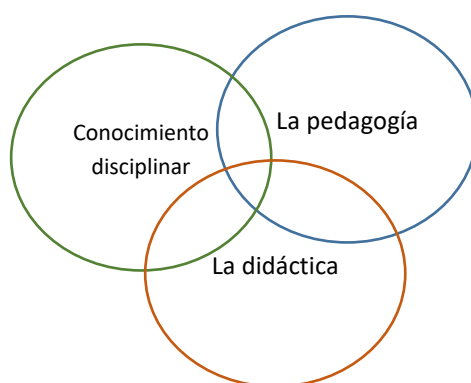 La pedagogía
Conocimiento
disciplinar
La didáctica